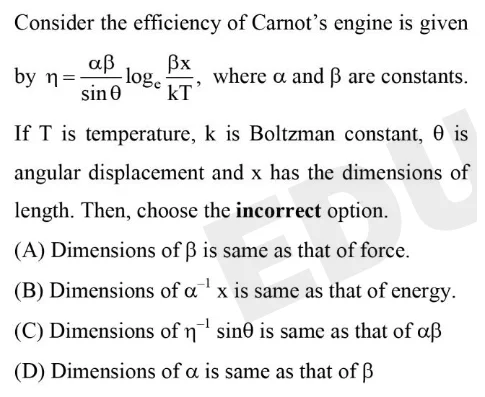 Consider the efficiency of Carnot's engine is given
by η = αβ/sin θ logₑ βx/kT, where α and β are constants.
If T is temperature, k is Boltzman constant, θ is
angular displacement and x has the dimensions of
length. Then, choose the incorrect option.
(A) Dimensions of β is same as that of force.
(B) Dimensions of α⁻¹ x is same as that of energy.
(C) Dimensions of η⁻¹ sinθ is same as that of αβ
(D) Dimensions of α is same as that of β
EDU